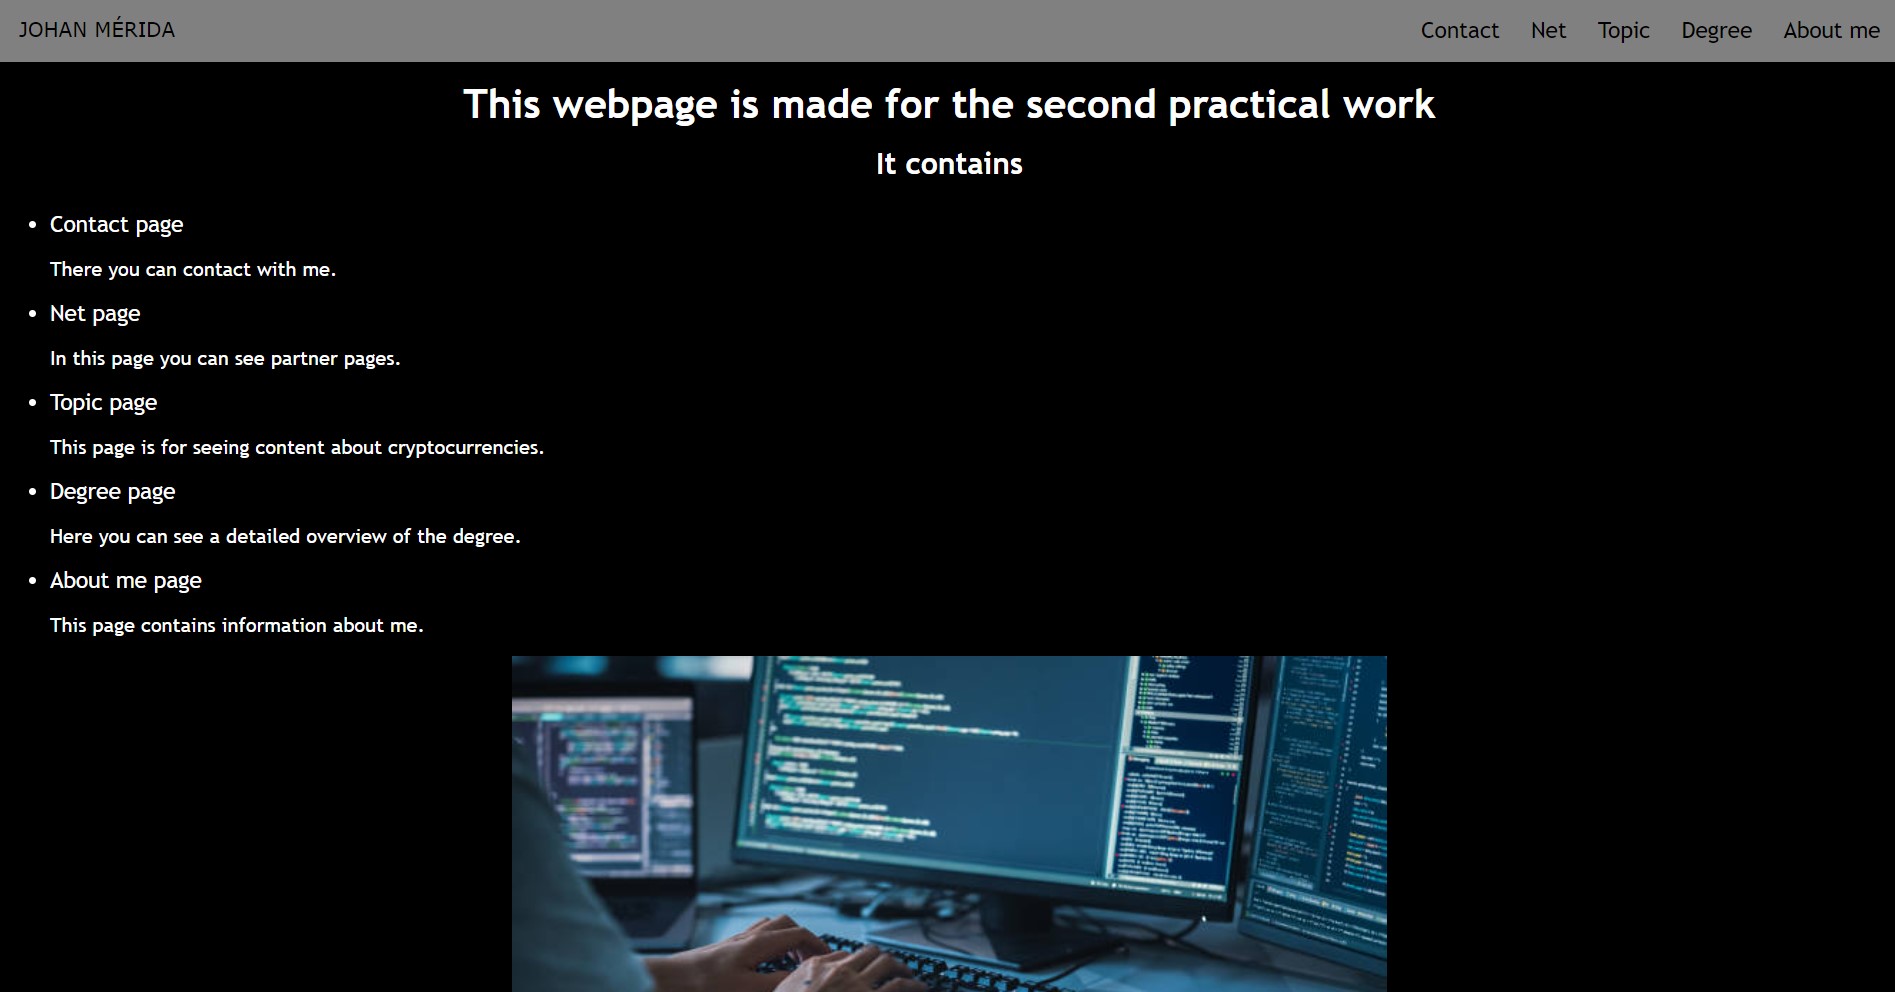 JOHAN MÉRIDA
Contact Net Topic Degree About me
This webpage is made for the second practical work
It contains
• Contact page
There you can contact with me.
• Net page
In this page you can see partner pages.
• Topic page
This page is for seeing content about cryptocurrencies.
• Degree page
Here you can see a detailed overview of the degree.
• About me page
This page contains information about me.